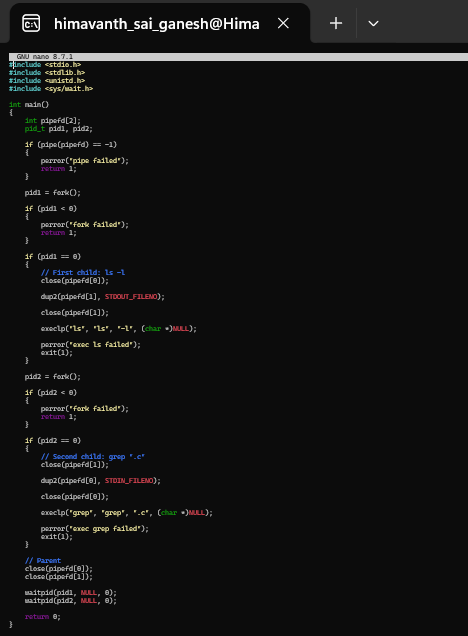 himavanth_sai_ganesh@Hima
GNU nano 8.7.1
#include <stdio.h>
#include <stdlib.h>
#include <unistd.h>
#include <sys/wait.h>
int main()
{
    int pipefd[2];
    pid_t pid1, pid2;
    if (pipe(pipefd) == -1)
    {
        perror("pipe failed");
        return 1;
    }
    pid1 = fork();
    if (pid1 < 0)
    {
        perror("fork failed");
        return 1;
    }
    if (pid1 == 0)
    {
        // First child: ls -l
        close(pipefd[0]);
        dup2(pipefd[1], STDOUT_FILENO);
        close(pipefd[1]);
        execlp("ls", "ls", "-l", (char *)NULL);
        perror("exec ls failed");
        exit(1);
    }
    pid2 = fork();
    if (pid2 < 0)
    {
        perror("fork failed");
        return 1;
    }
    if (pid2 == 0)
    {
        // Second child: grep ".c"
        close(pipefd[1]);
        dup2(pipefd[0], STDIN_FILENO);
        close(pipefd[0]);
        execlp("grep", "grep", ".c", (char *)NULL);
        perror("exec grep failed");
        exit(1);
    }
    // Parent
    close(pipefd[0]);
    close(pipefd[1]);
    waitpid(pid1, NULL, 0);
    waitpid(pid2, NULL, 0);
    return 0;
}